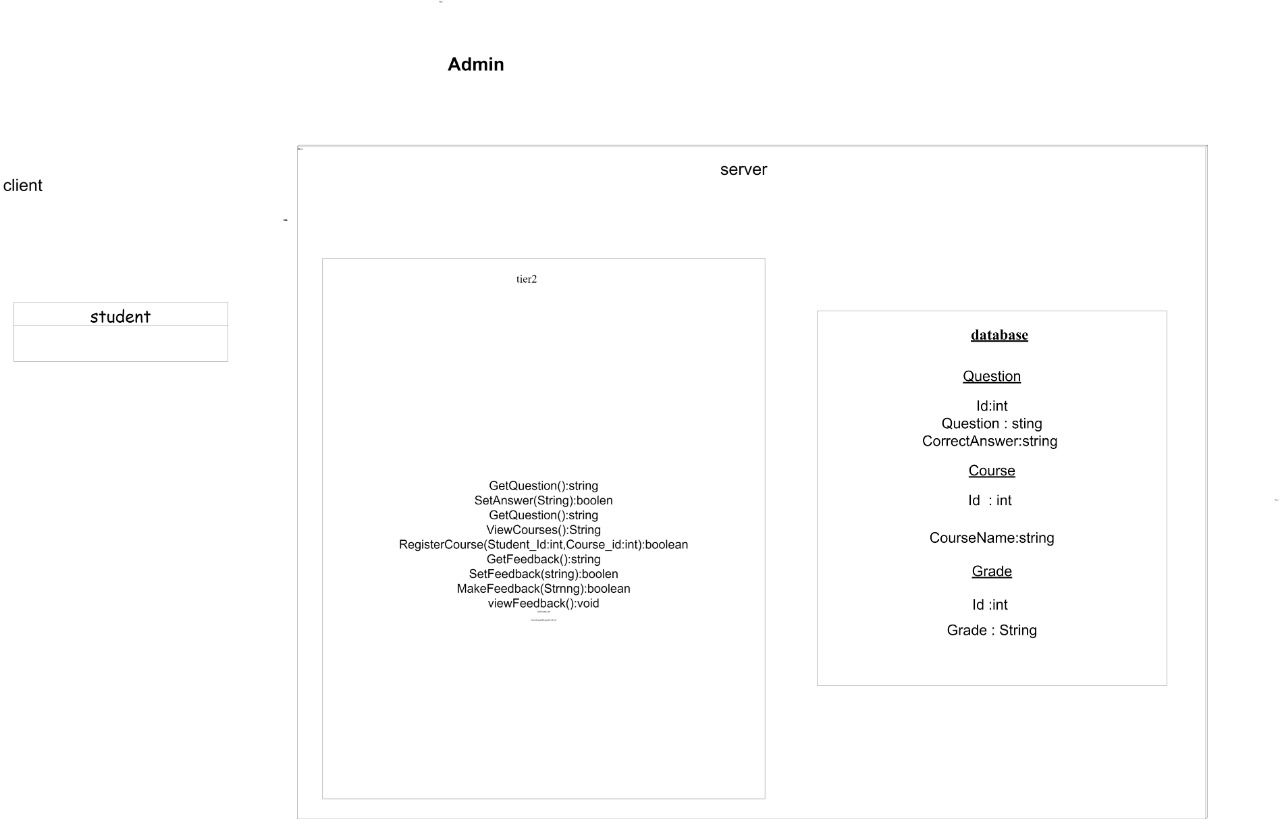 Admin
client
server
student
tier2
GetQuestion():string
SetAnswer(String):boolen
GetQuestion():string
ViewCourses():String
RegisterCourse(Student_Id:int,Course_id:int):boolean
GetFeedback():string
SetFeedback(string):boolen
MakeFeedback(Strnng):boolean
viewFeedback():void
database
Question
Id:int
Question : sting
CorrectAnswer:string
Course
Id : int
CourseName:string
Grade
Id :int
Grade : String